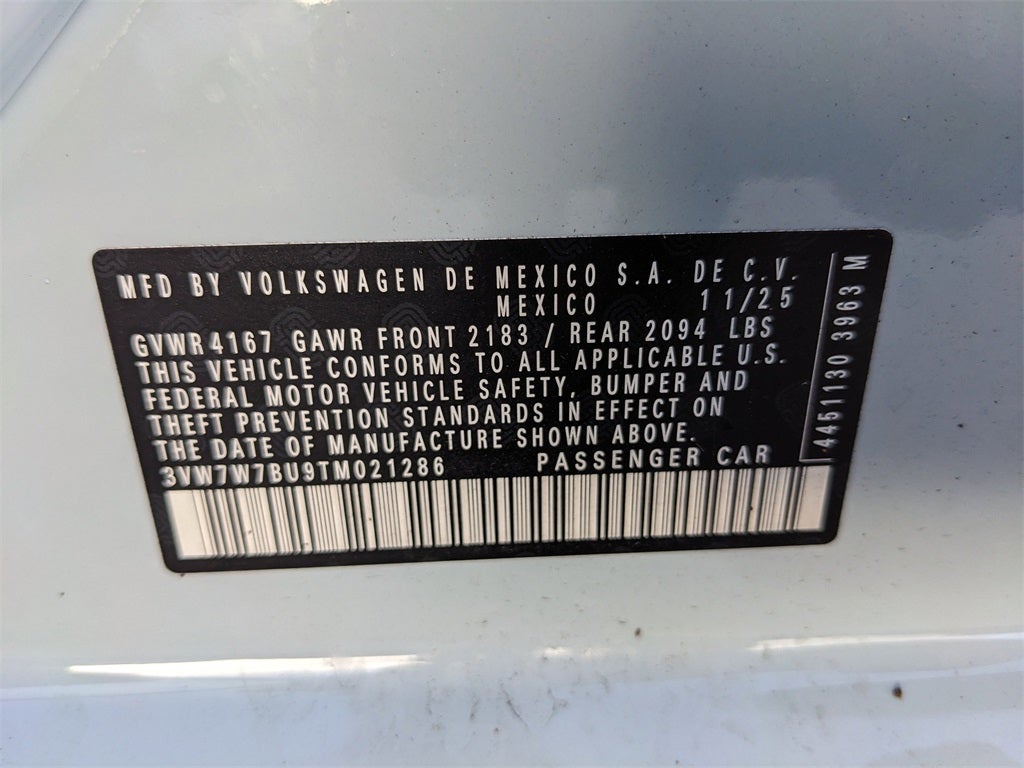 MFD BY VOLKSWAGEN DE MEXICO S.A. DE C.V.
MEXICO 11/25
GVWR 4167 GAWR FRONT 2183 / REAR 2094 LBS
THIS VEHICLE CONFORMS TO ALL APPLICABLE U.S.
FEDERAL MOTOR VEHICLE SAFETY, BUMPER AND
THEFT PREVENTION STANDARDS IN EFFECT ON
THE DATE OF MANUFACTURE SHOWN ABOVE.
3VW7W7BU9TM021286 PASSENGER CAR
4451130 3963 M